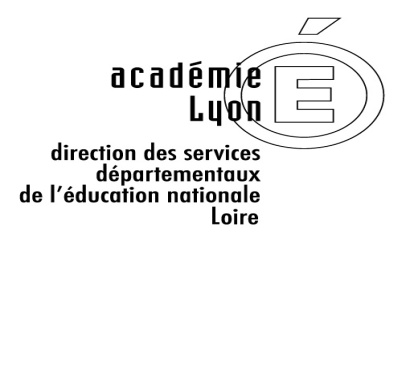 académie
Lyon
É
direction des services
départementaux
de l'éducation nationale
Loire